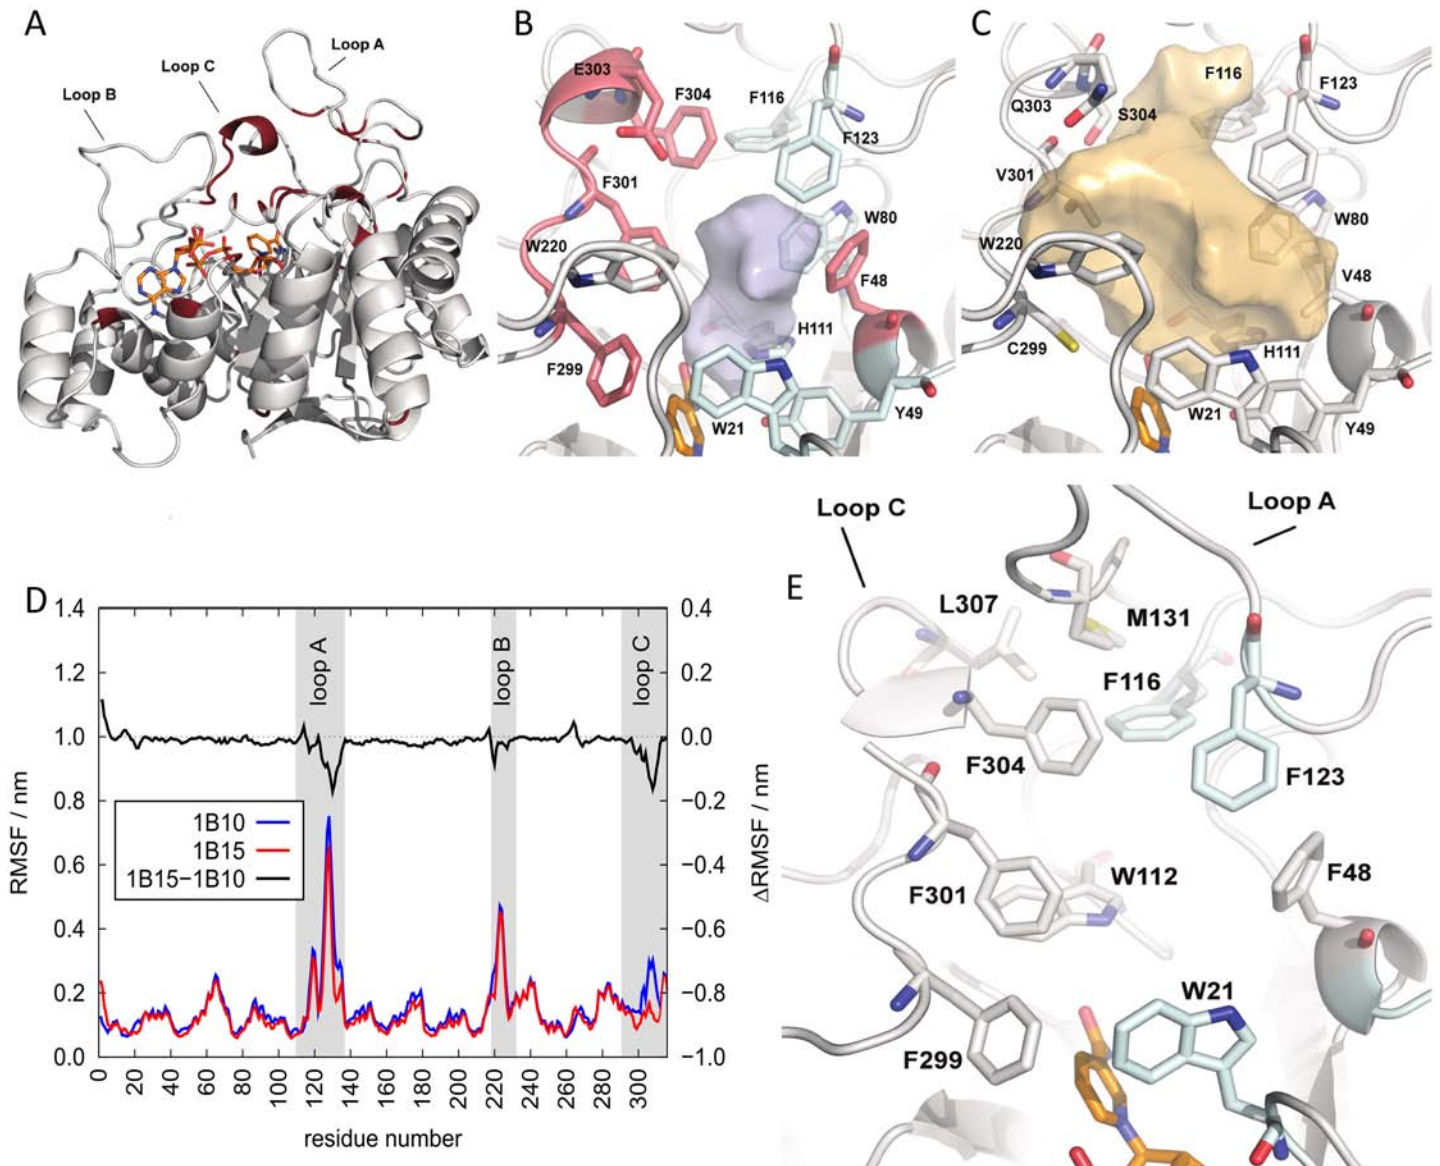 A
Loop A
Loop C
Loop B
B
E303
F304
F116
F123
F301
W80
W220
F48
H111
F299
W21
Y49
C
F116
F123
Q303
S304
V301
W80
W220
V48
C299
H111
W21
Y49
D
1.4
1.2
1.0
0.8
0.6
0.4
0.2
0.0
RMSF / nm
0.4
0.2
0.0
−0.2
−0.4
−0.6
−0.8
−1.0
ΔRMSF / nm
loop A
loop B
loop C
1B10
1B15
1B15−1B10
0 20 40 60 80 100 120 140 160 180 200 220 240 260 280 300
residue number
E
Loop C
Loop A
L307
M131
F116
F304
F123
F301
W112
F48
W21
F299